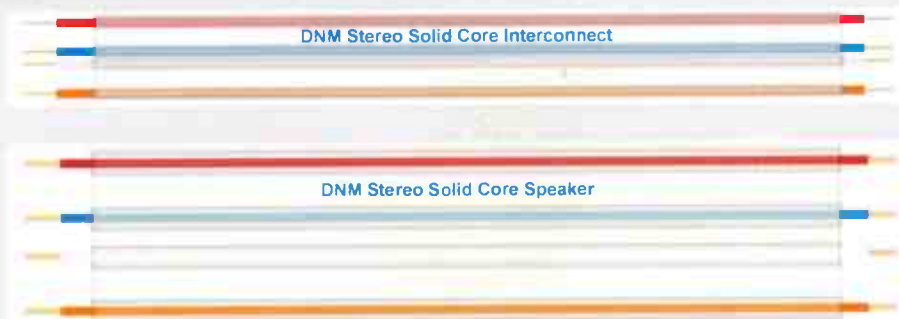 DNM Stereo Solid Core Interconnect
DNM Stereo Solid Core Speaker